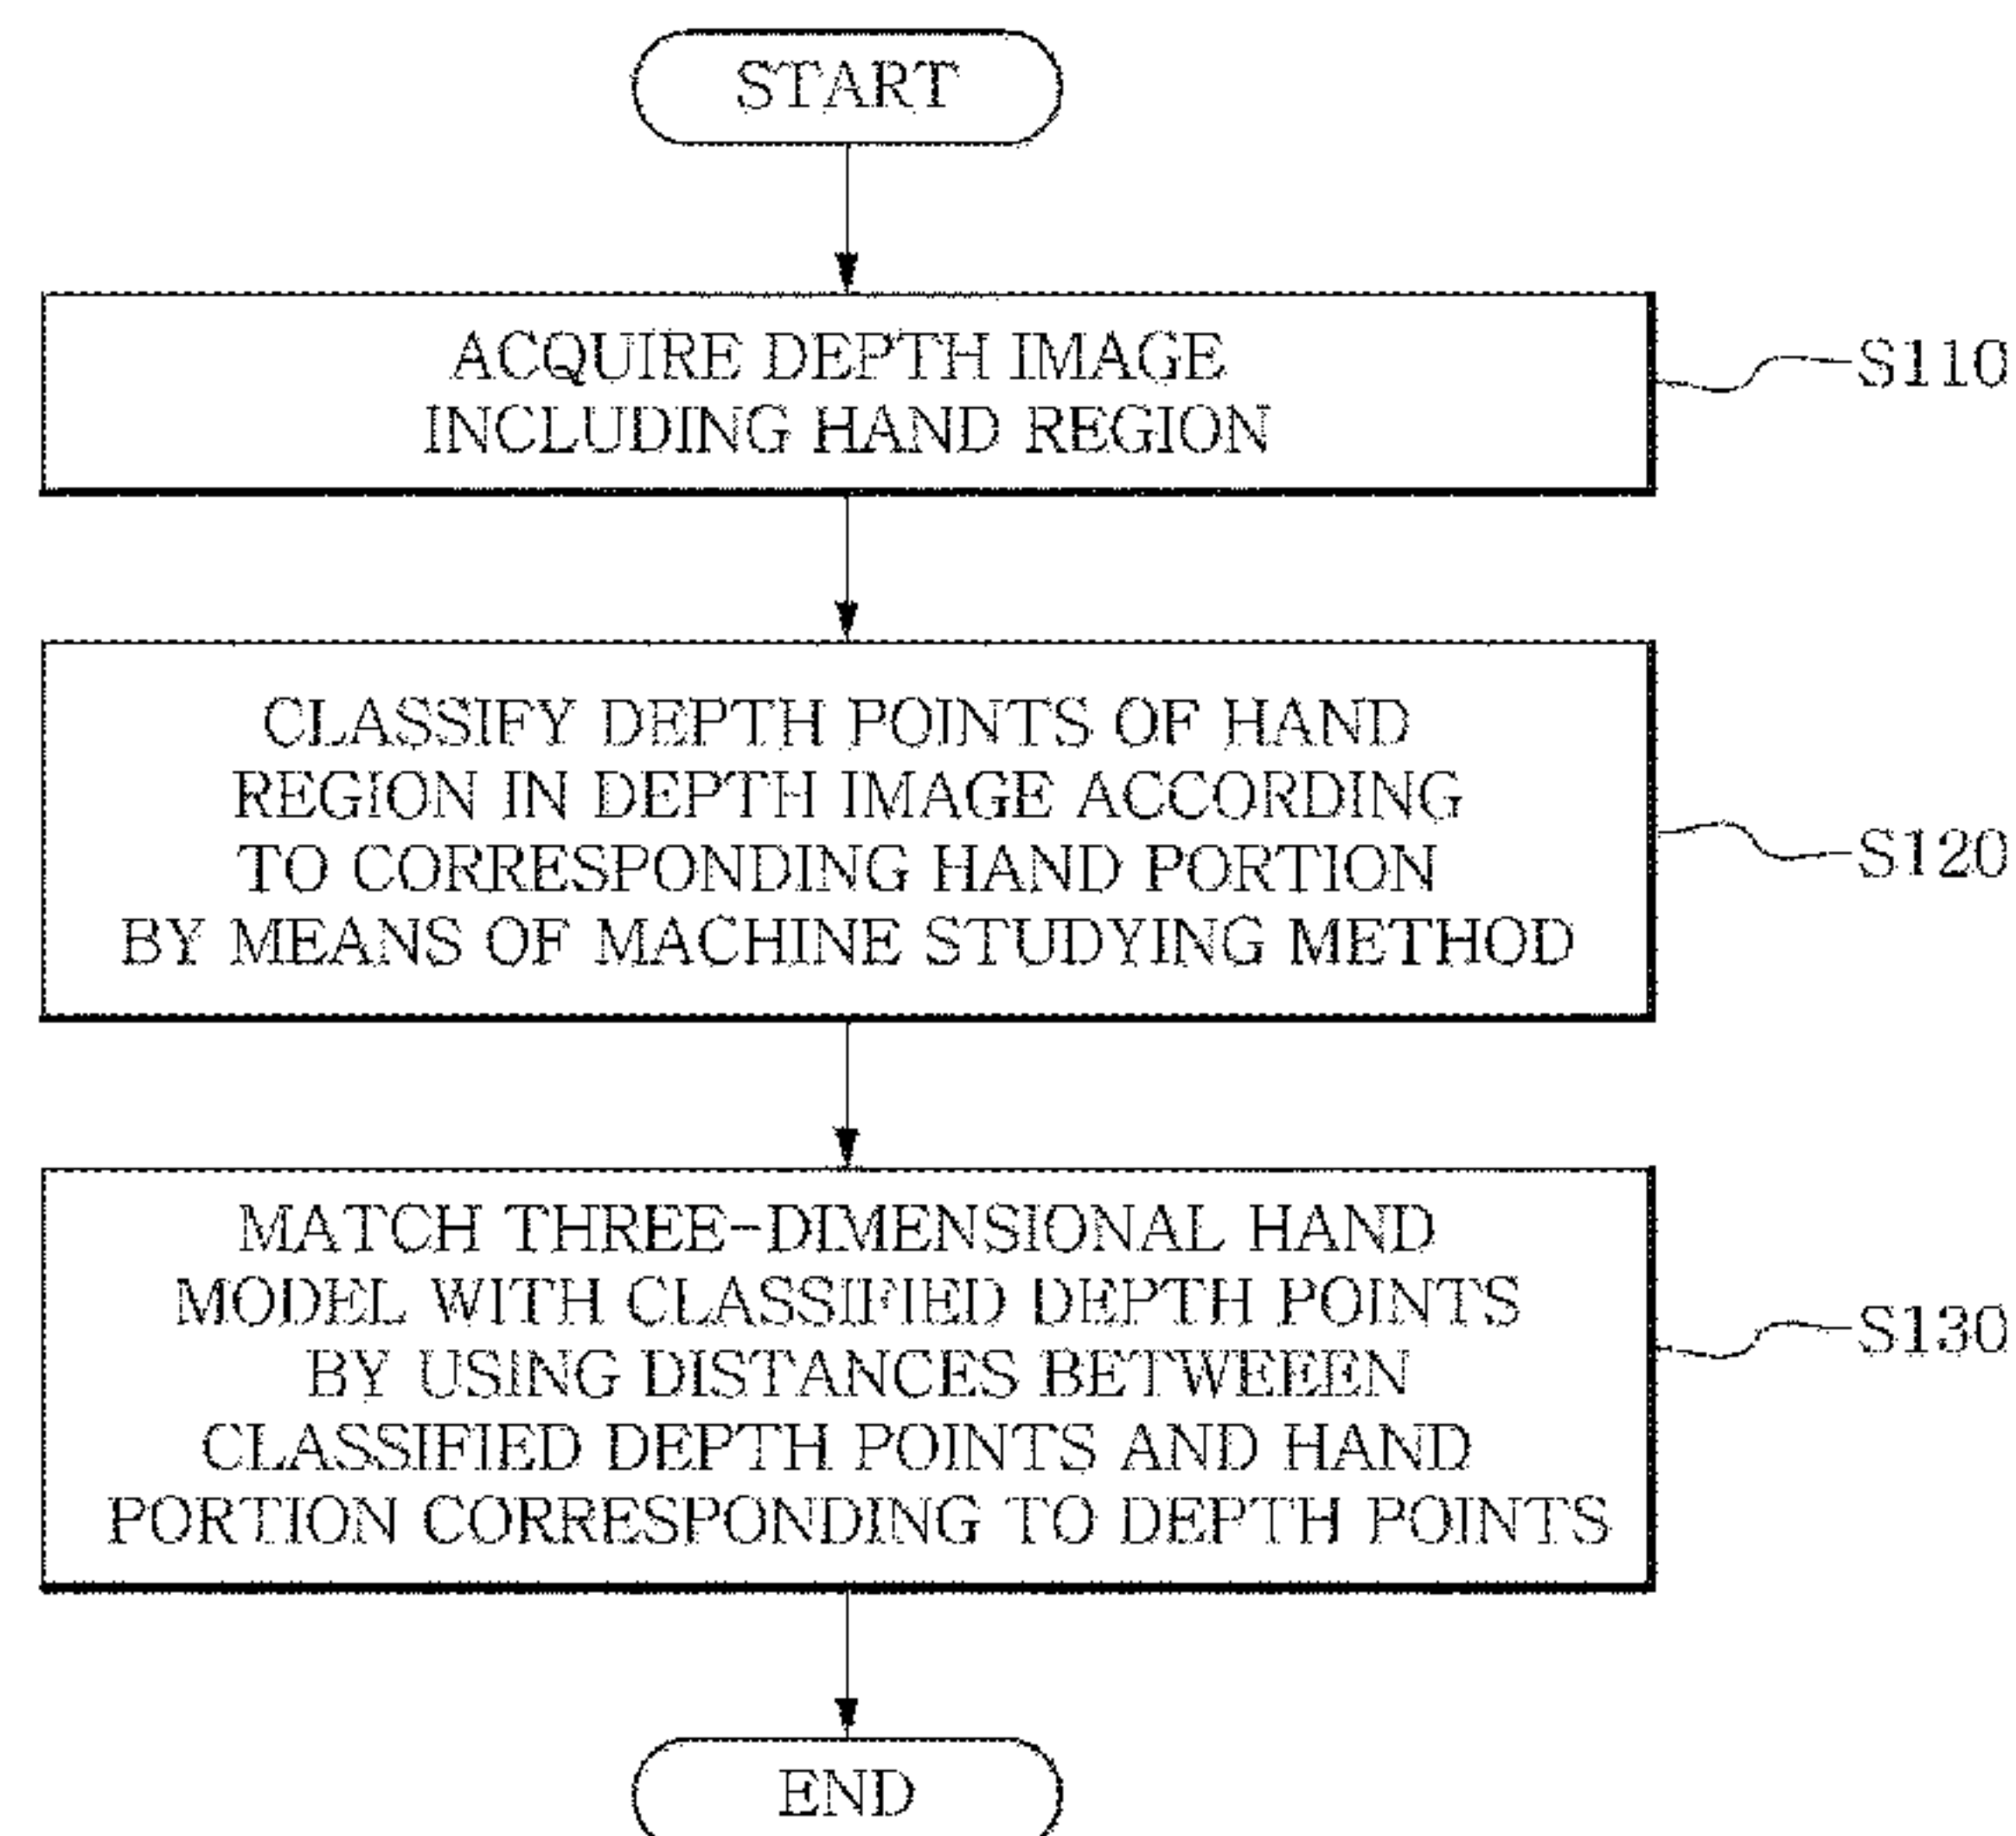 START
ACQUIRE DEPTH IMAGE
INCLUDING HAND REGION
S110
CLASSIFY DEPTH POINTS OF HAND
REGION IN DEPTH IMAGE ACCORDING
TO CORRESPONDING HAND PORTION
BY MEANS OF MACHINE STUDYING METHOD
S120
MATCH THREE-DIMENSIONAL HAND
MODEL WITH CLASSIFIED DEPTH POINTS
BY USING DISTANCES BETWEEEN
CLASSIFIED DEPTH POINTS AND HAND
PORTION CORRESPONDING TO DEPTH POINTS
S130
END